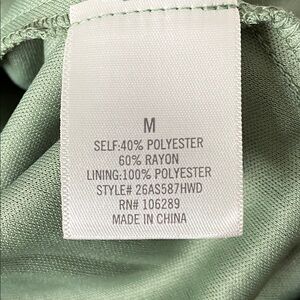 M
SELF:40% POLYESTER
60% RAYON
LINING:100% POLYESTER
STYLE# 26AS587HWD
RN# 106289
MADE IN CHINA